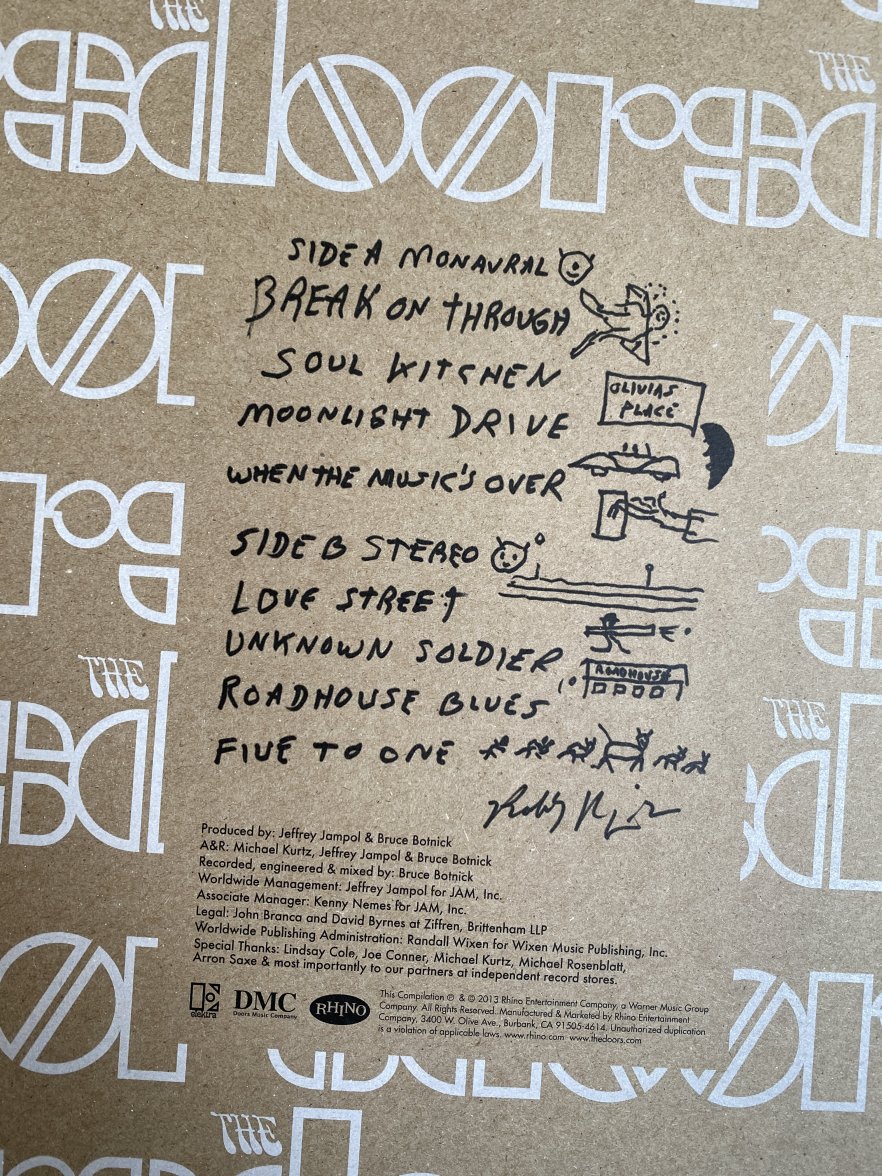 THE
doors
THE
SIDE A MONAURAL
BREAK ON THROUGH
SOUL KITCHEN
OLIVIAS
PLACE
MOONLIGHT DRIVE
WHEN THE MUSIC'S OVER
SIDE B STEREO
LOVE STREET
UNKNOWN SOLDIER
ROADHOUSE
ROADHOUSE BLUES
FIVE TO ONE
THE
THE
Produced by: Jeffrey Jampol & Bruce Botnick
A&R: Michael Kurtz, Jeffrey Jampol & Bruce Botnick
Recorded, engineered & mixed by: Bruce Botnick
Worldwide Management: Jeffrey Jampol for JAM, Inc.
Associate Manager: Kenny Nemes for JAM, Inc.
Legal: John Branca and David Byrnes at Ziffren, Brittenham LLP
Worldwide Publishing Administration: Randall Wixen for Wixen Music Publishing, Inc.
Special Thanks: Lindsay Cole, Joe Conner, Michael Kurtz, Michael Rosenblatt,
Arron Saxe & most importantly to our partners at independent record stores.
elektra
DMC
Doors Music Company
RHINO
This Compilation ℗ & © 2013 Rhino Entertainment Company, a Warner Music Group
Company. All Rights Reserved. Manufactured & Marketed by Rhino Entertainment
Company, 3400 W. Olive Ave., Burbank, CA 91505-4614. Unauthorized duplication
is a violation of applicable laws. www.rhino.com www.thedoors.com
THE